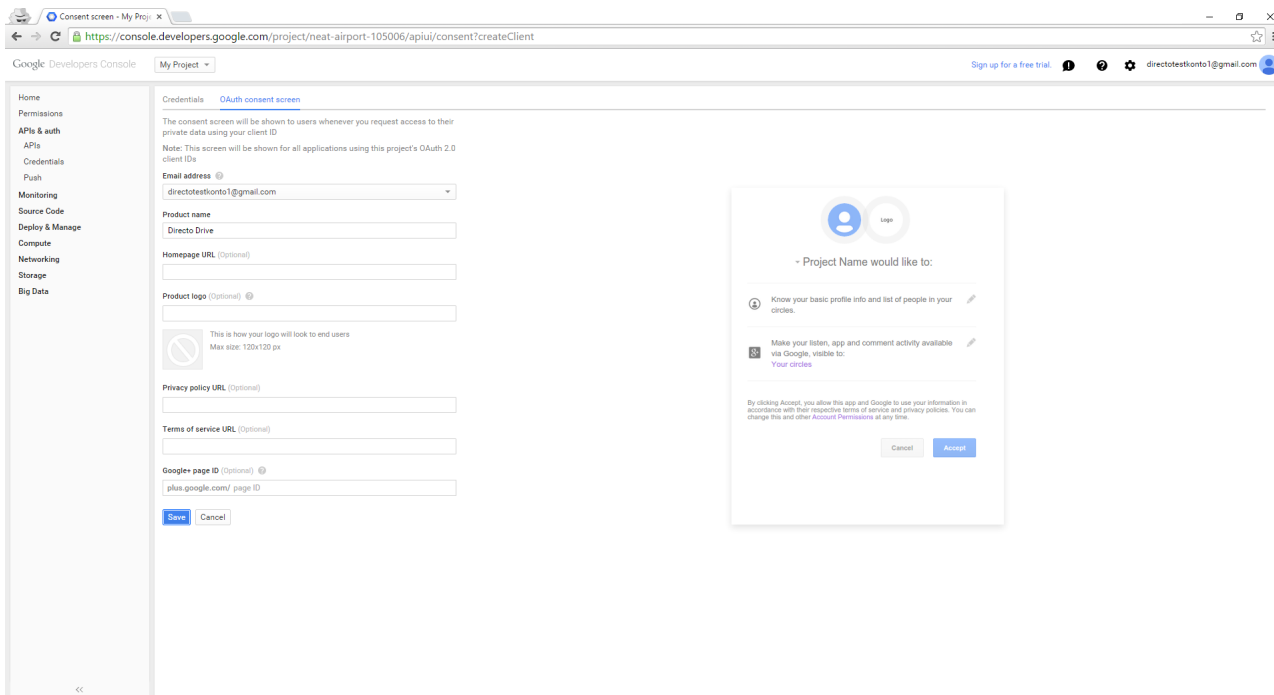 Consent screen - My Proje
https://console.developers.google.com/project/neat-airport-105006/apiui/consent?createClient
Google Developers Console
My Project
Sign up for a free trial.
directotestkonto1@gmail.com
Home
Permissions
APIs & auth
APIs
Credentials
Push
Monitoring
Source Code
Deploy & Manage
Compute
Networking
Storage
Big Data
Credentials
OAuth consent screen
The consent screen will be shown to users whenever you request access to their
private data using your client ID
Note: This screen will be shown for all applications using this project's OAuth 2.0
client IDs
Email address
directotestkonto1@gmail.com
Product name
Directo Drive
Homepage URL (Optional)
Product logo (Optional)
This is how your logo will look to end users
Max size: 120x120 px
Privacy policy URL (Optional)
Terms of service URL (Optional)
Google+ page ID (Optional)
plus.google.com/ page ID
Save
Cancel
Logo
- Project Name would like to:
Know your basic profile info and list of people in your
circles.
8+
Make your listen, app and comment activity available
via Google, visible to:
Your circles
By clicking Accept, you allow this app and Google to use your information in
accordance with their respective terms of service and privacy policies. You can
change this and other Account Permissions at any time.
Cancel
Accept
<<